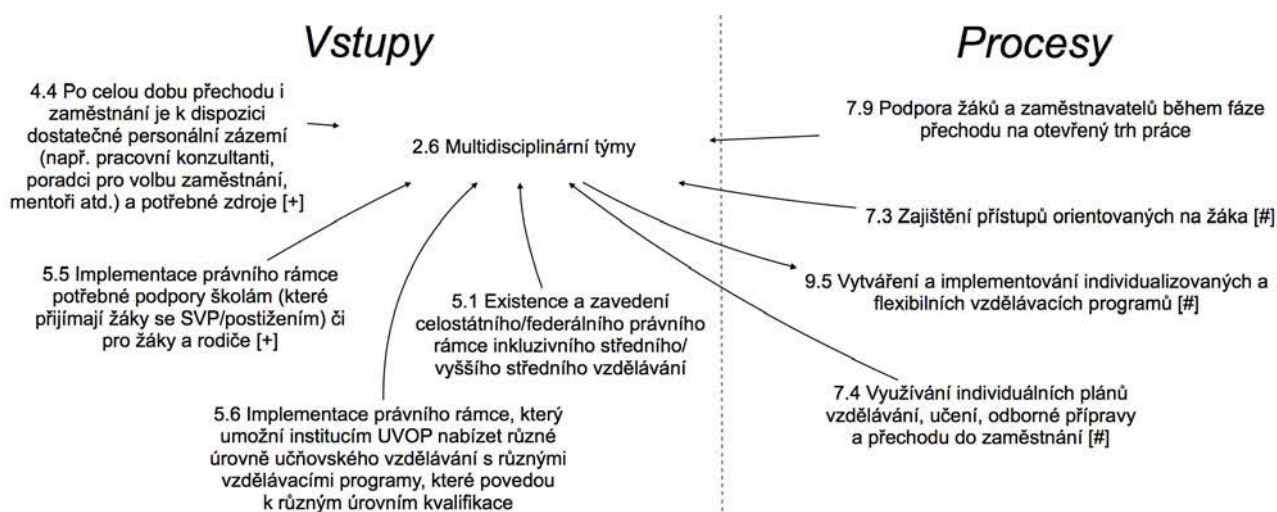 Vstupy
4.4 Po celou dobu přechodu i
zaměstnání je k dispozici
dostatečné personální zázemí
(např. pracovní konzultanti,
poradci pro volbu zaměstnání,
mentoři atd.) a potřebné zdroje [+]
2.6 Multidisciplinární týmy
5.5 Implementace právního rámce
potřebné podpory školám (které
přijímají žáky se SVP/postižením) či
pro žáky a rodiče [+]
5.1 Existence a zavedení
celostátního/federálního právního
rámce inkluzivního středního/
vyššího středního vzdělávání
5.6 Implementace právního rámce, který
umožní institucím UVOP nabízet různé
úrovně učňovského vzdělávání s různými
vzdělávacími programy, které povedou
k různým úrovním kvalifikace
Procesy
7.9 Podpora žáků a zaměstnavatelů během fáze
přechodu na otevřený trh práce
7.3 Zajištění přístupů orientovaných na žáka [#]
9.5 Vytváření a implementování individualizovaných a
flexibilních vzdělávacích programů [#]
7.4 Využívání individuálních plánů
vzdělávání, učení, odborné přípravy
a přechodu do zaměstnání [#]